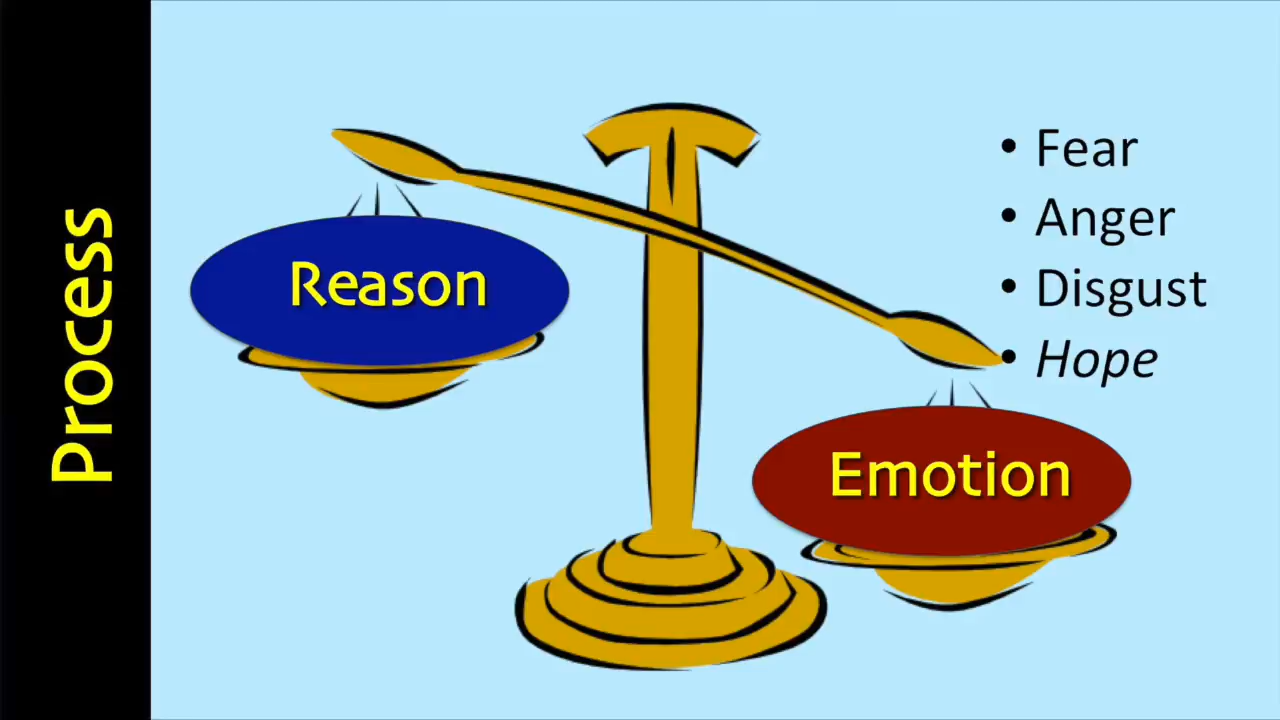 Process
Reason
Emotion
• Fear
• Anger
• Disgust
• Hope